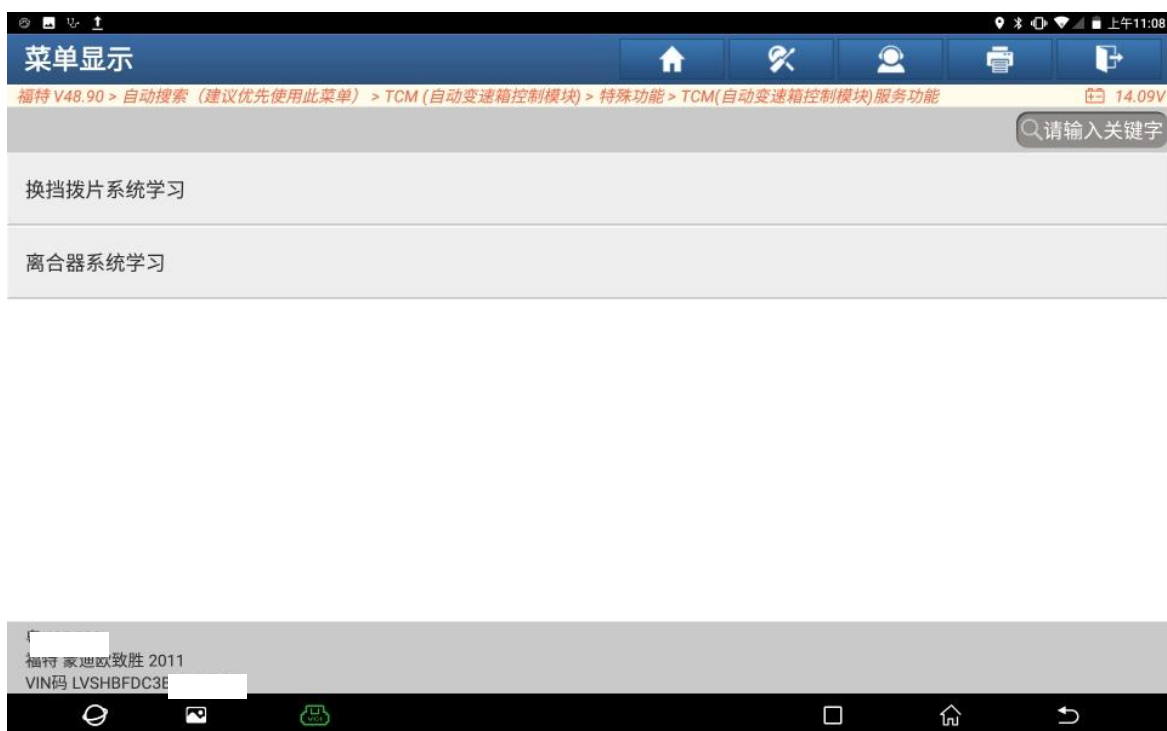 上午11:08
菜单显示
福特 V48.90 > 自动搜索（建议优先使用此菜单） > TCM (自动变速箱控制模块) > 特殊功能 > TCM(自动变速箱控制模块)服务功能 14.09V
请输入关键字
换挡拨片系统学习
离合器系统学习
福特 蒙迪欧致胜 2011
VIN码 LVSHBFDC3E
VCI